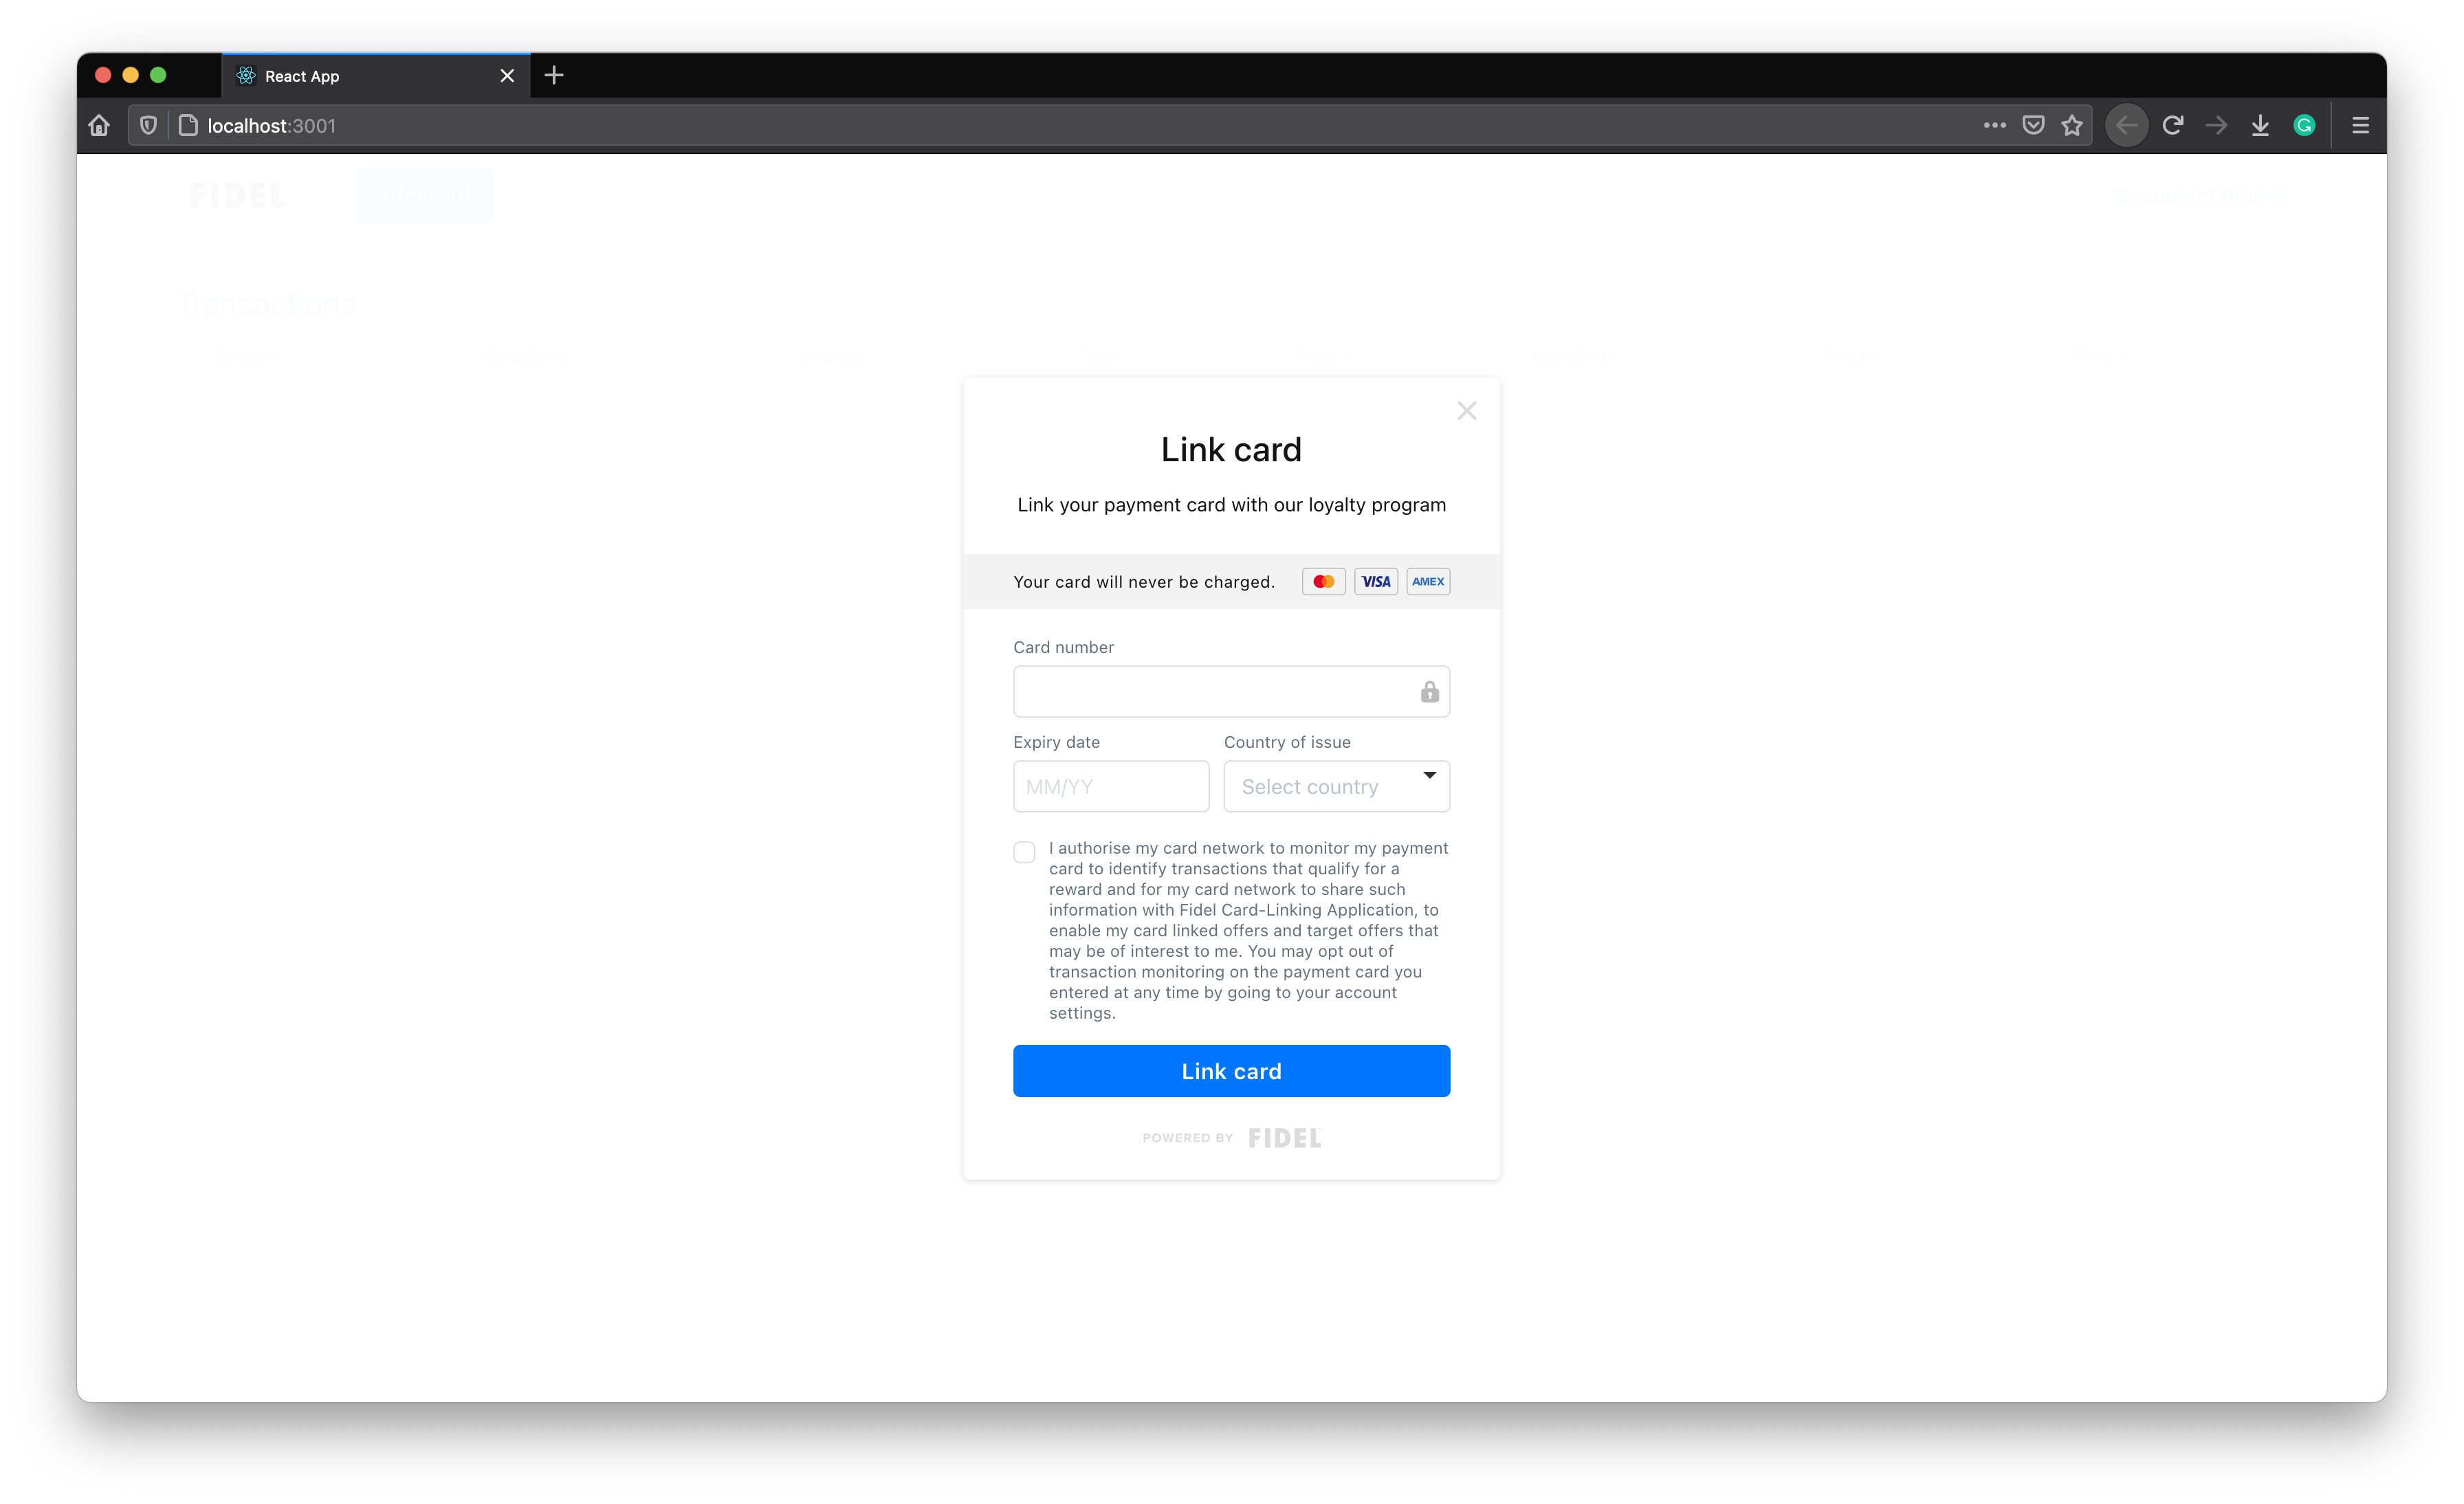 React App
localhost:3001
FIDEL
Add Card
Documentation
Transactions
Link card
Link your payment card with our loyalty program
Your card will never be charged.
VISA
AMEX
Card number
Expiry date
Country of issue
MM/YY
Select country
I authorise my card network to monitor my payment
card to identify transactions that qualify for a
reward and for my card network to share such
information with Fidel Card-Linking Application, to
enable my card linked offers and target offers that
may be of interest to me. You may opt out of
transaction monitoring on the payment card you
entered at any time by going to your account
settings.
Link card
POWERED BY FIDEL